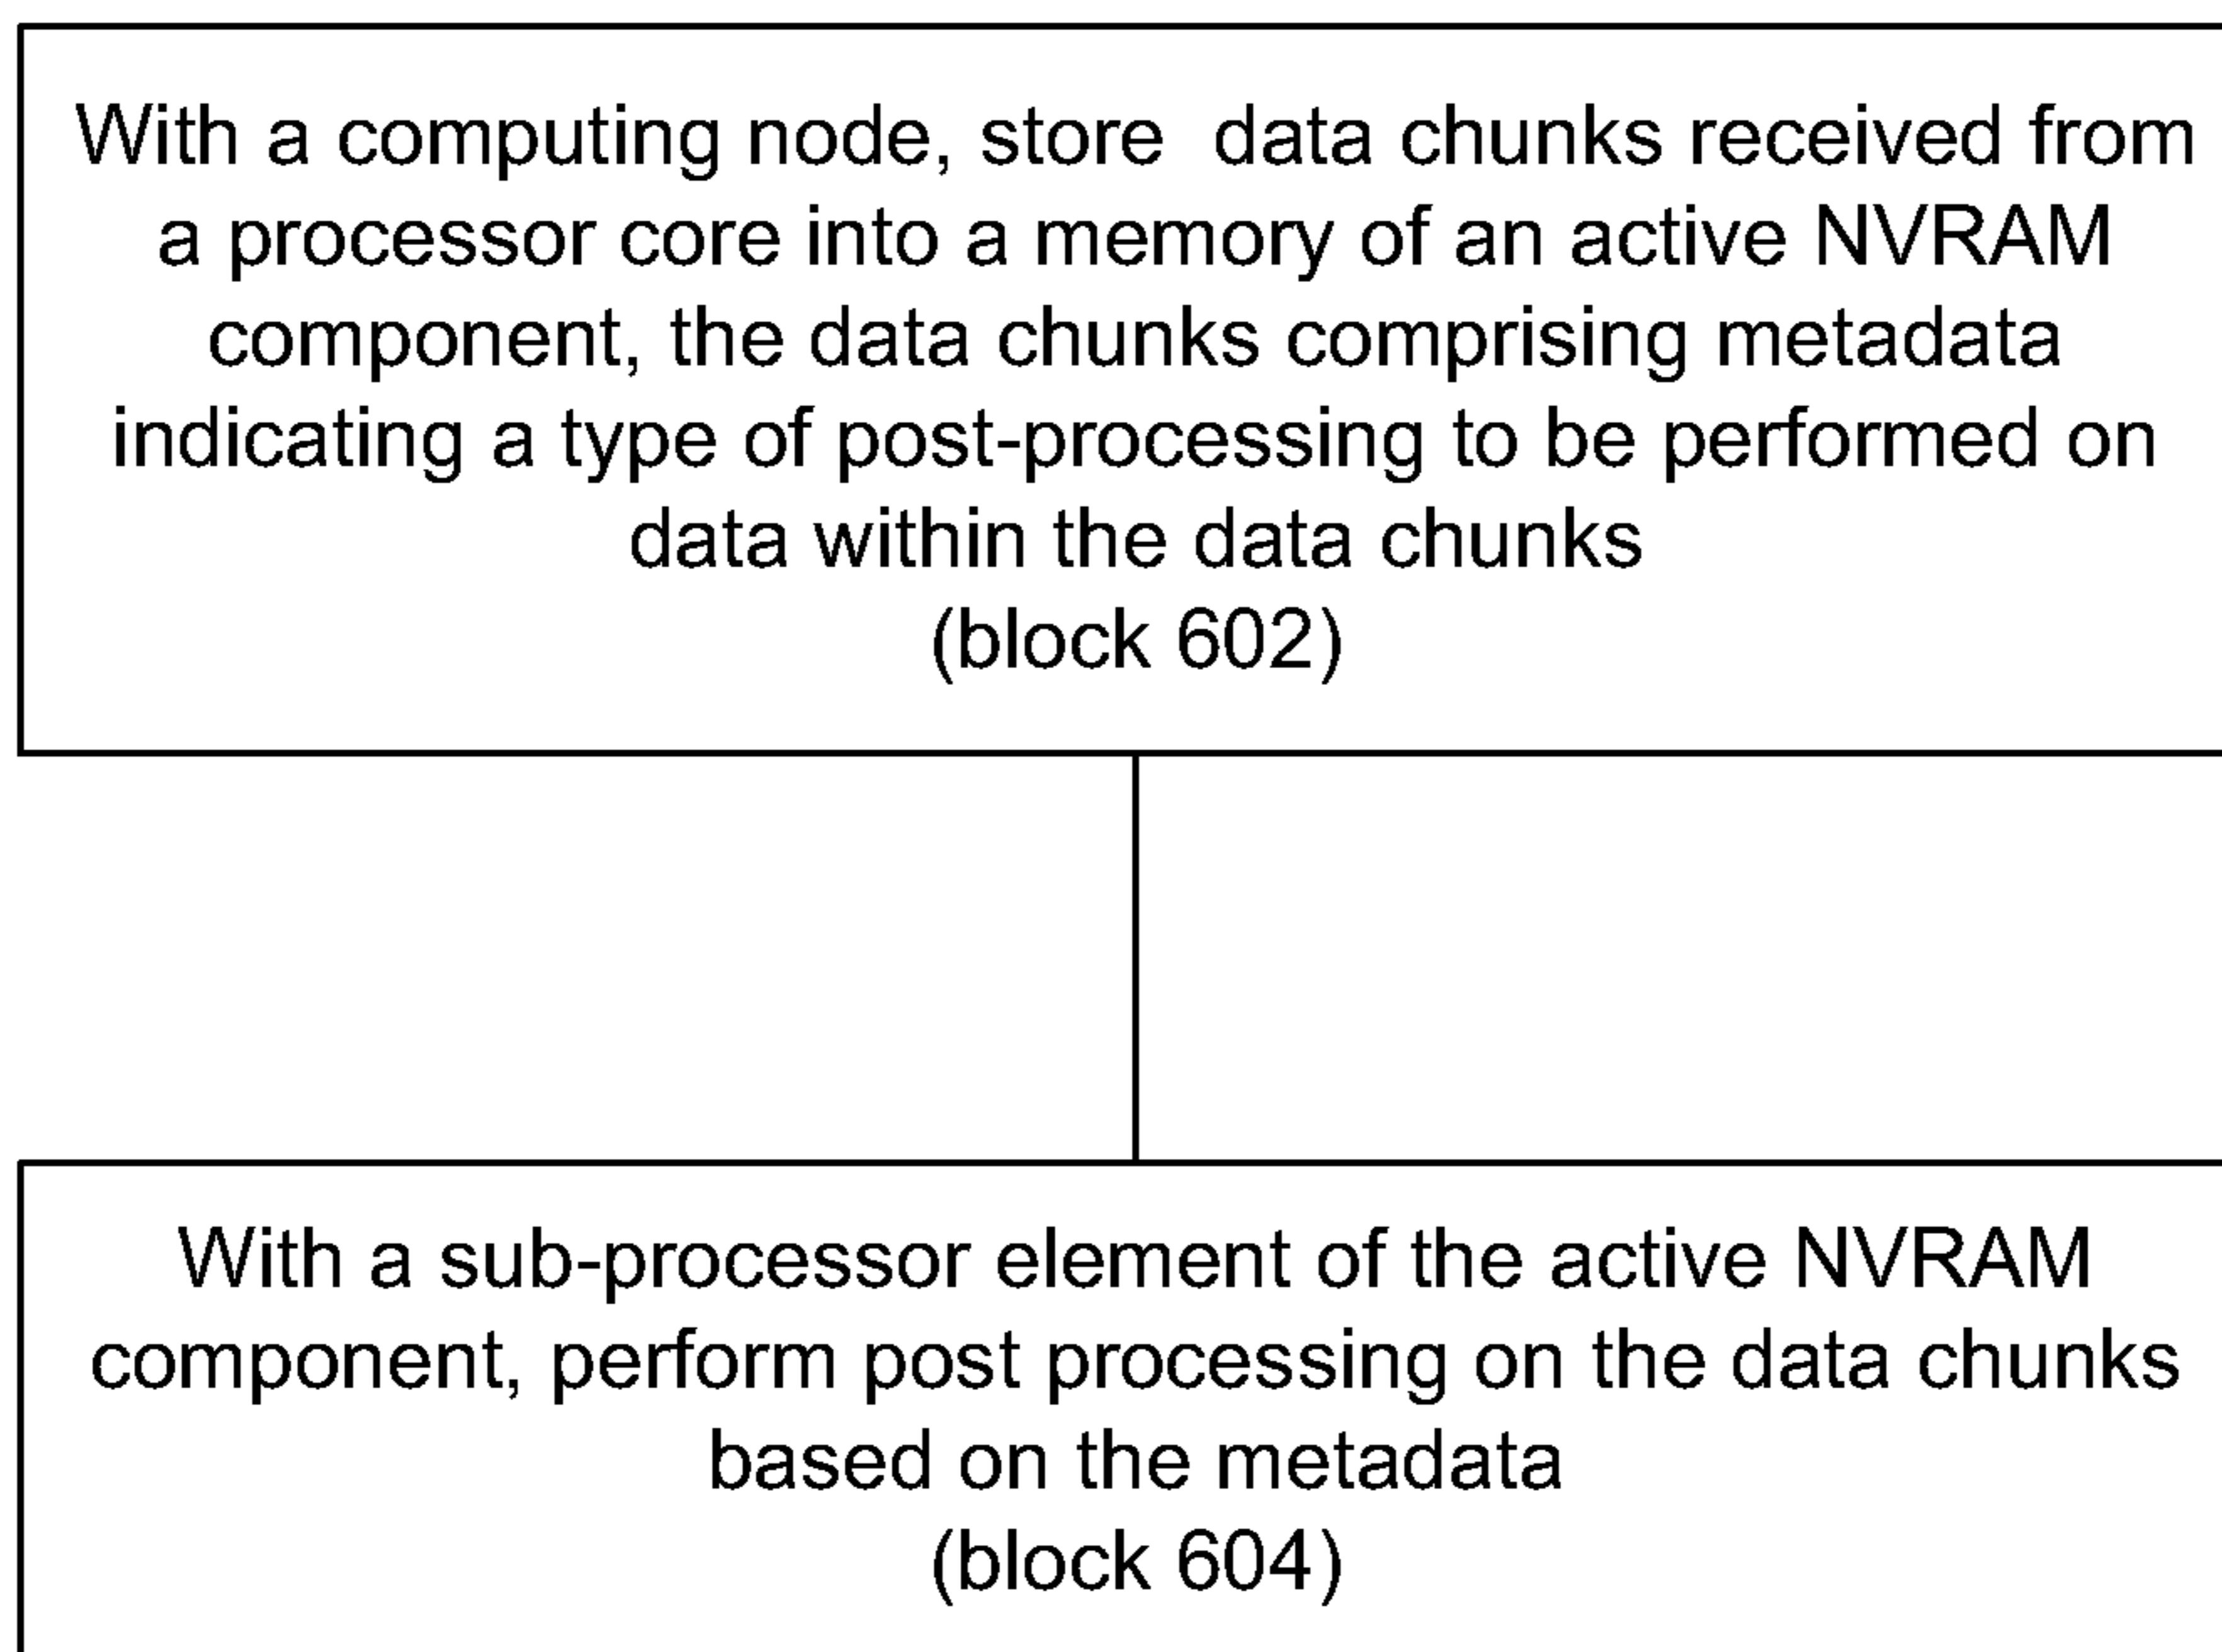 With a computing node, store data chunks received from
a processor core into a memory of an active NVRAM
component, the data chunks comprising metadata
indicating a type of post-processing to be performed on
data within the data chunks
(block 602)
With a sub-processor element of the active NVRAM
component, perform post processing on the data chunks
based on the metadata
(block 604)